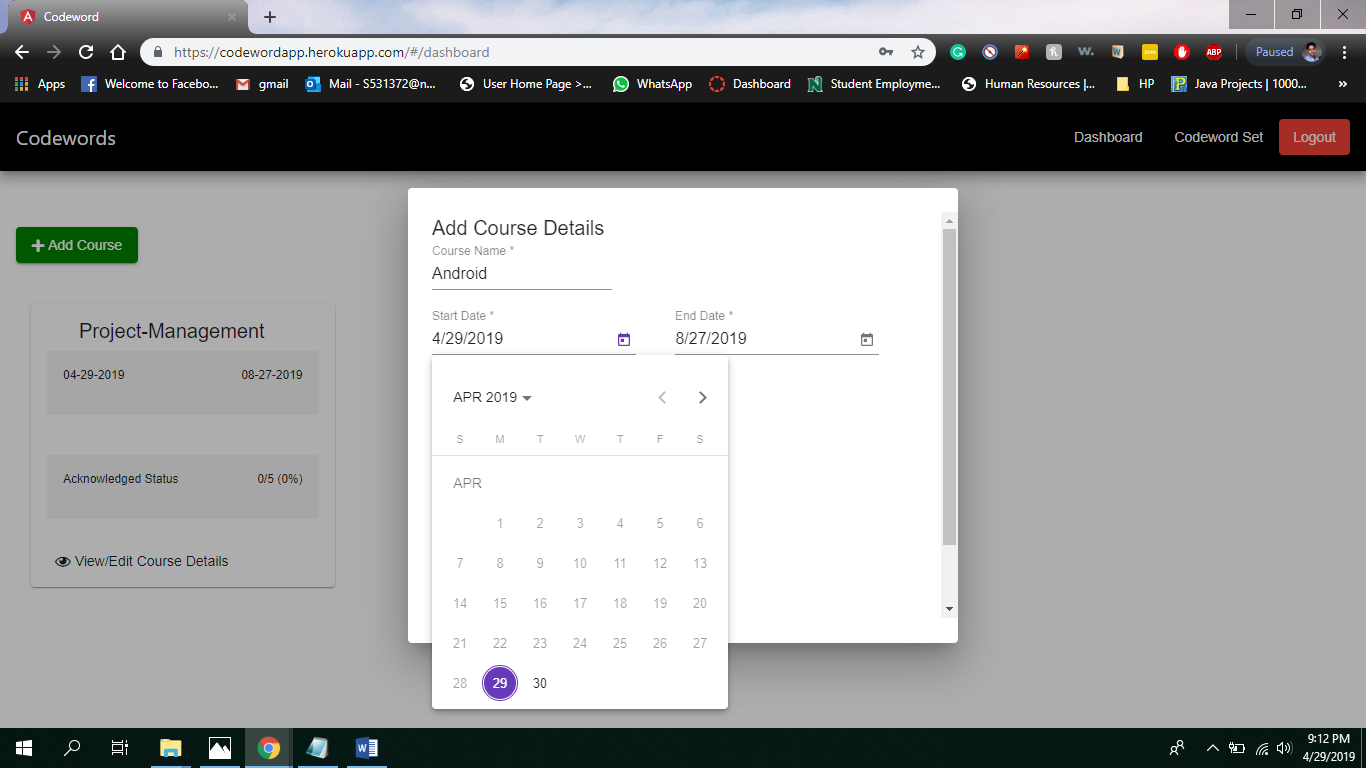 Codeword
https://codewordapp.herokuapp.com/#/dashboard
Paused
Apps
Welcome to Facebo...
gmail
Mail - S531372@n...
User Home Page >...
WhatsApp
Dashboard
Student Employme...
Human Resources |...
HP
Java Projects | 1000...
Codewords
Dashboard
Codeword Set
Logout
Add Course
Project-Management
04-29-2019 08-27-2019
Acknowledged Status 0/5 (0%)
View/Edit Course Details
Add Course Details
Course Name *
Android
Start Date * End Date *
4/29/2019 8/27/2019
APR 2019
S M T W T F S
APR
1 2 3 4 5 6
7 8 9 10 11 12 13
14 15 16 17 18 19 20
21 22 23 24 25 26 27
28 29 30
9:12 PM
4/29/2019